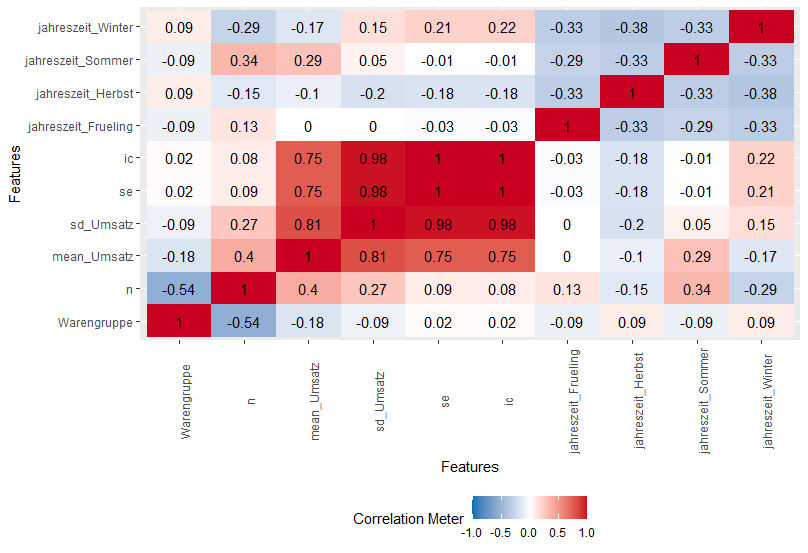 jahreszeit_Winter 0.09 -0.29 -0.17 0.15 0.21 0.22 -0.33 -0.38 -0.33 1
jahreszeit_Sommer -0.09 0.34 0.29 0.05 -0.01 -0.01 -0.29 -0.33 1 -0.33
jahreszeit_Herbst 0.09 -0.15 -0.1 -0.2 -0.18 -0.18 -0.33 1 -0.33 -0.38
jahreszeit_Frueling -0.09 0.13 0 0 -0.03 -0.03 1 -0.33 -0.29 -0.33
ic 0.02 0.08 0.75 0.98 1 1 -0.03 -0.18 -0.01 0.22
se 0.02 0.09 0.75 0.98 1 1 -0.03 -0.18 -0.01 0.21
sd_Umsatz -0.09 0.27 0.81 1 0.98 0.98 0 -0.2 0.05 0.15
mean_Umsatz -0.18 0.4 1 0.81 0.75 0.75 0 -0.1 0.29 -0.17
n -0.54 1 0.4 0.27 0.09 0.08 0.13 -0.15 0.34 -0.29
Warengruppe 1 -0.54 -0.18 -0.09 0.02 0.02 -0.09 0.09 -0.09 0.09
Features
Warengruppe
n
mean_Umsatz
sd_Umsatz
se
ic
jahreszeit_Frueling
jahreszeit_Herbst
jahreszeit_Sommer
jahreszeit_Winter
Features
Correlation Meter
-1.0 -0.5 0.0 0.5 1.0